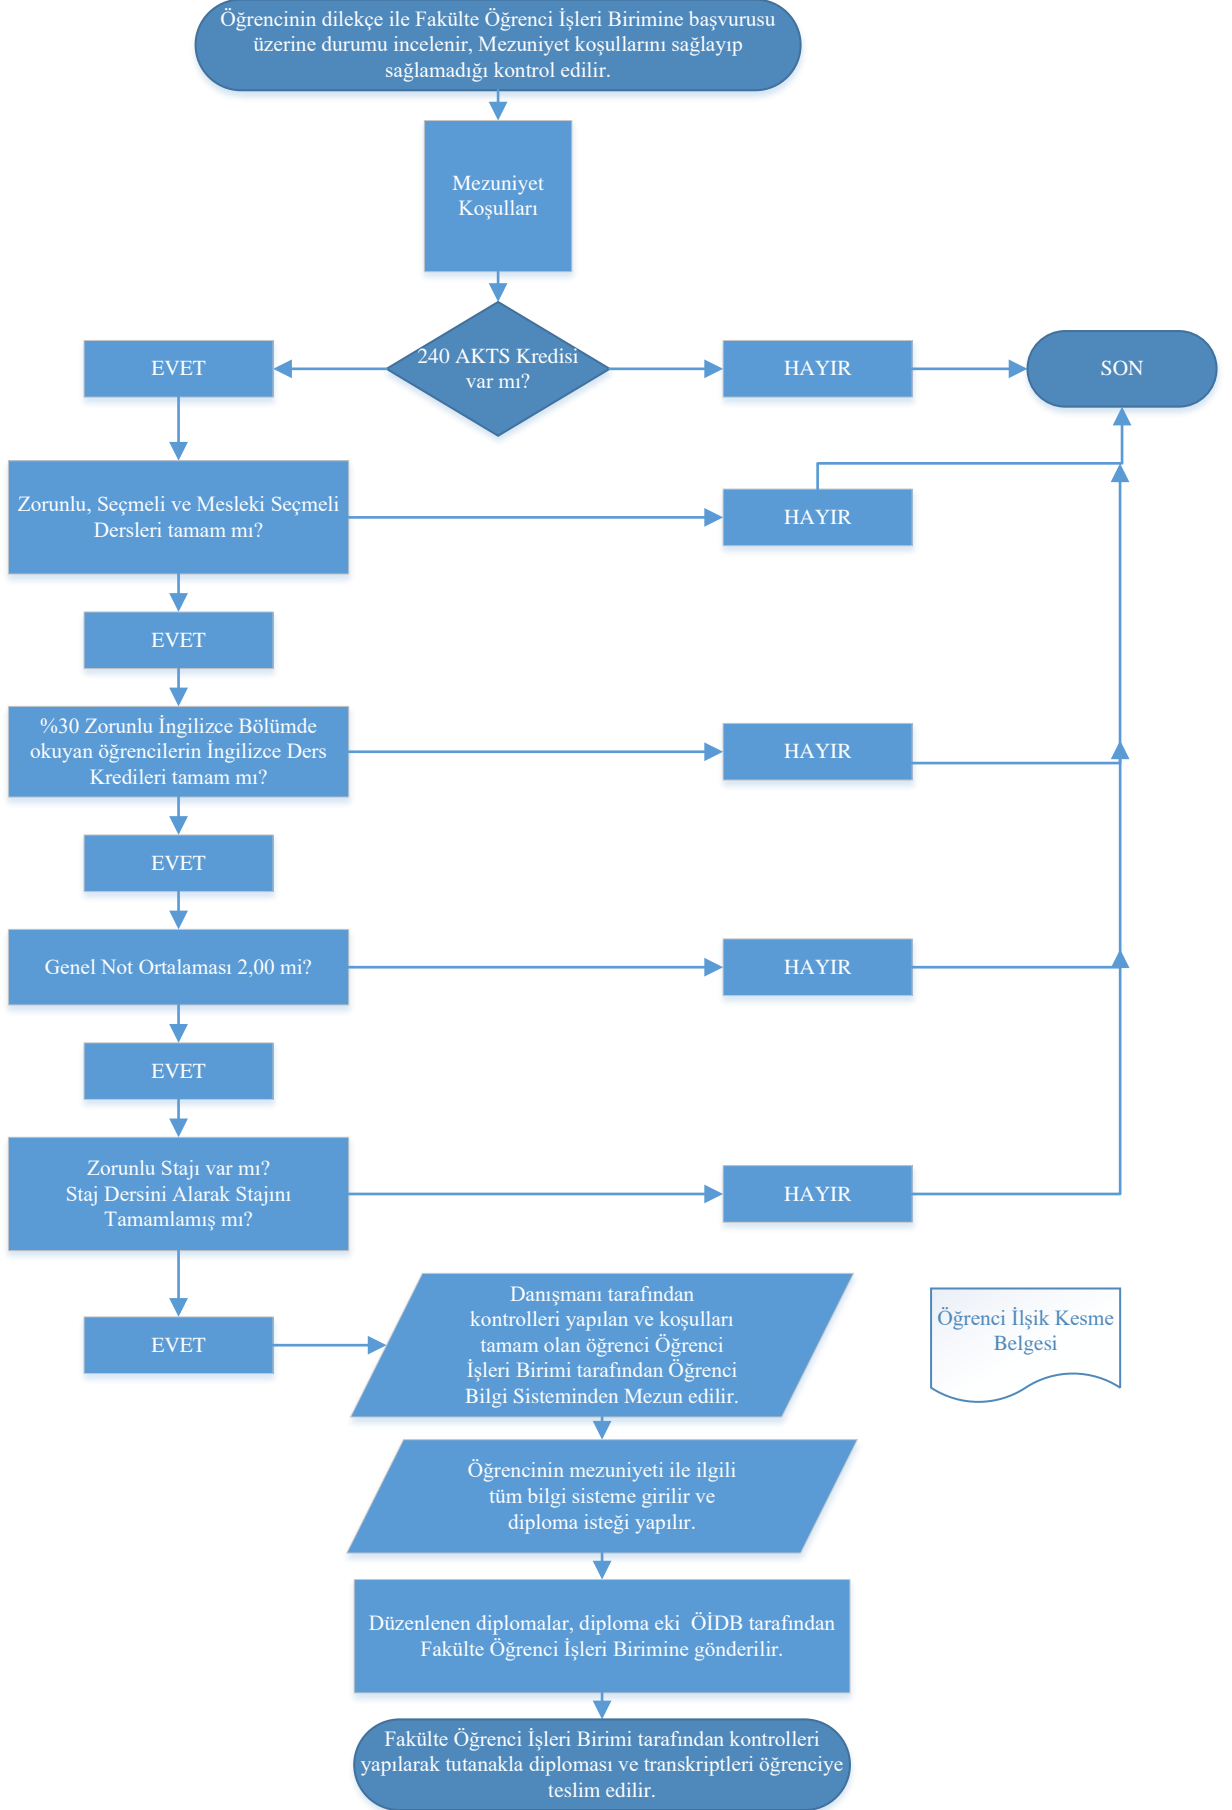 Öğrencinin dilekçe ile Fakülte Öğrenci İşleri Birimine başvurusu
üzerine durumu incelenir, Mezuniyet koşullarını sağlayıp
sağlamadığı kontrol edilir.
Mezuniyet
Koşulları
240 AKTS Kredisi
var mı?
EVET
HAYIR
SON
Zorunlu, Seçmeli ve Mesleki Seçmeli
Dersleri tamam mı?
HAYIR
EVET
%30 Zorunlu İngilizce Bölümde
okuyan öğrencilerin İngilizce Ders
Kredileri tamam mı?
HAYIR
EVET
Genel Not Ortalaması 2,00 mi?
HAYIR
EVET
Zorunlu Stajı var mı?
Staj Dersini Alarak Stajını
Tamamlamış mı?
HAYIR
EVET
Danışmanı tarafından
kontrolleri yapılan ve koşulları
tamam olan öğrenci Öğrenci
İşleri Birimi tarafından Öğrenci
Bilgi Sisteminden Mezun edilir.
Öğrenci İlşik Kesme
Belgesi
Öğrencinin mezuniyeti ile ilgili
tüm bilgi sisteme girilir ve
diploma isteği yapılır.
Düzenlenen diplomalar, diploma eki  ÖİDB tarafından
Fakülte Öğrenci İşleri Birimine gönderilir.
Fakülte Öğrenci İşleri Birimi tarafından kontrolleri
yapılarak tutanakla diploması ve transkriptleri öğrenciye
teslim edilir.